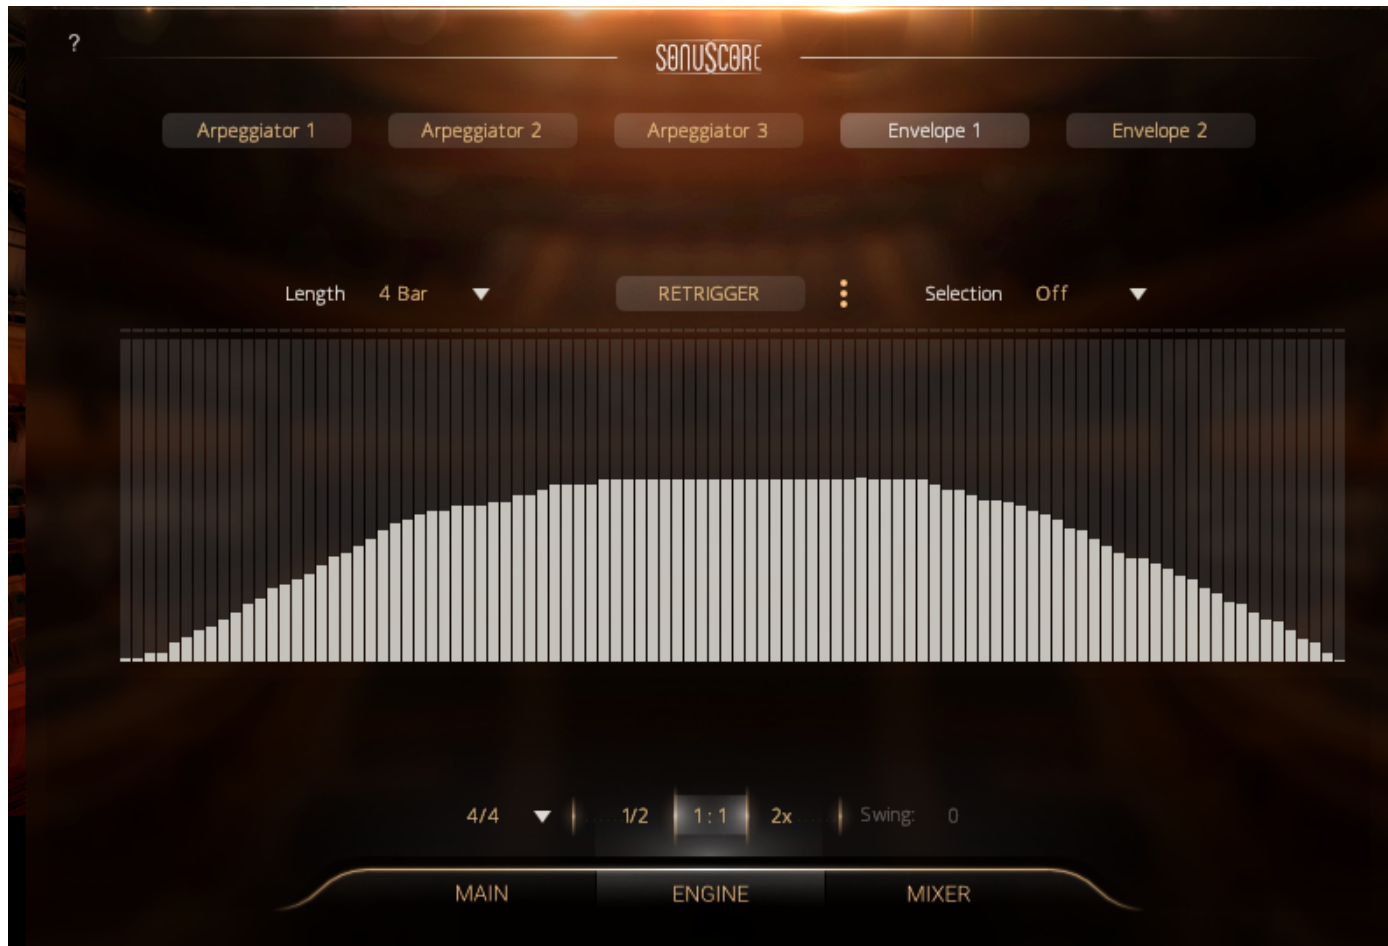 ?
SONUSCORE
Arpeggiator 1 Arpeggiator 2 Arpeggiator 3 Envelope 1 Envelope 2
Length 4 Bar RETRIGGER Selection Off
4/4 1/2 1:1 2x Swing: 0
MAIN ENGINE MIXER